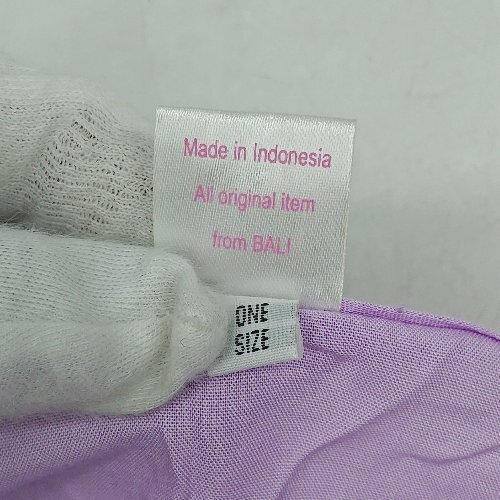 Made in Indonesia
All original item
from BALI
ONE
SIZE